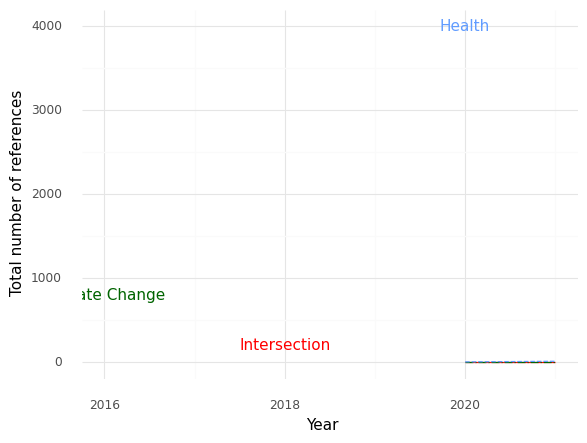 4000
Health
3000
2000
1000
ate Change
Intersection
0
2016
2018
2020
Year
Total number of references